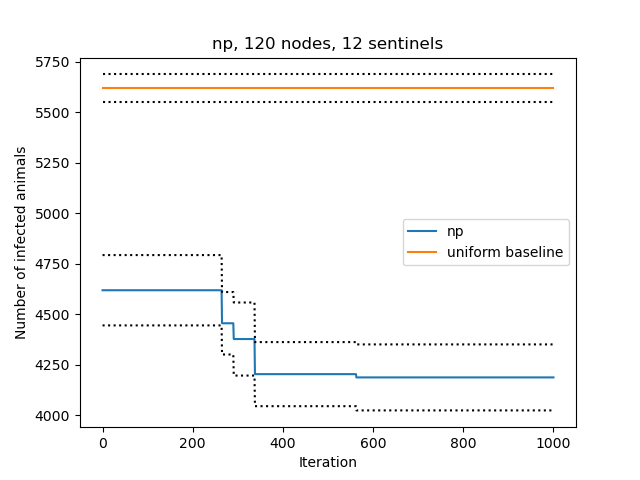 np, 120 nodes, 12 sentinels
Number of infected animals
5750
5500
5250
5000
4750
4500
4250
4000
np
uniform baseline
0
200
400
600
800
1000
Iteration